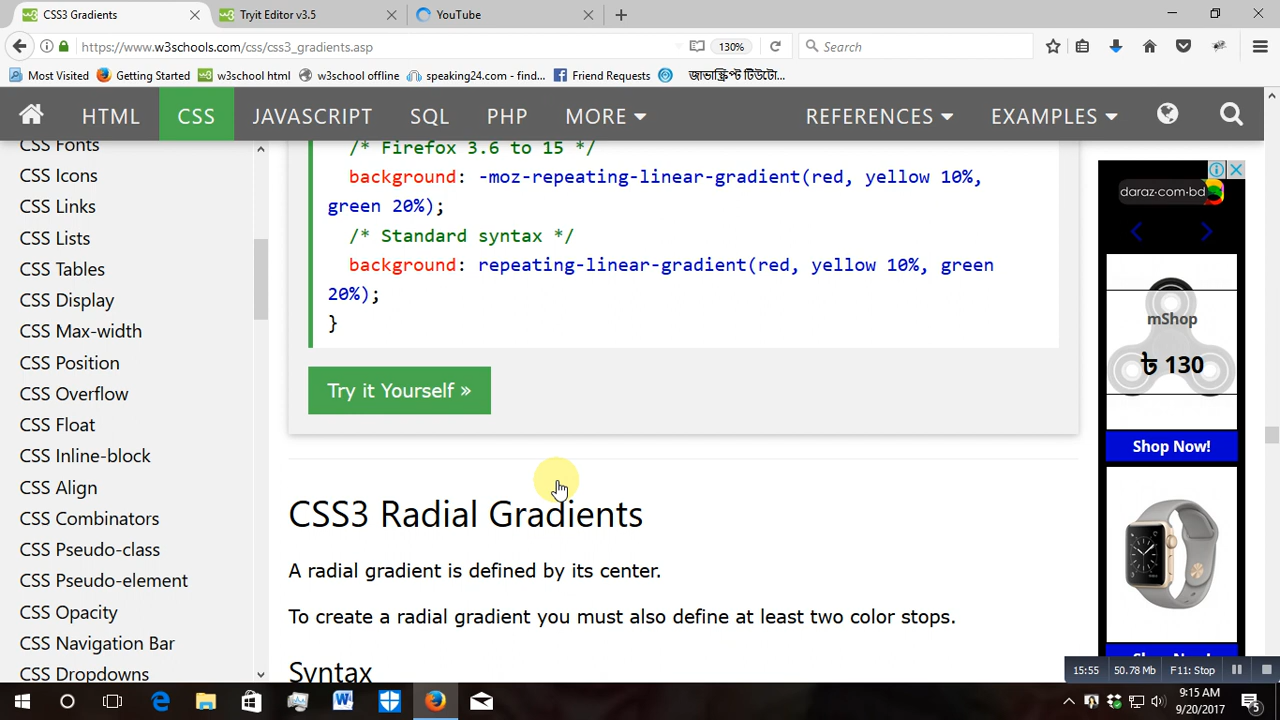 CSS3 Gradients
Tryit Editor v3.5
YouTube
https://www.w3schools.com/css/css3_gradients.asp
130%
Search
Most Visited
Getting Started
w3school html
w3school offline
speaking24.com - find...
Friend Requests
জাভাস্ক্রিপ্ট টিউটো...
HTML
CSS
JAVASCRIPT
SQL
PHP
MORE
REFERENCES
EXAMPLES
CSS Fonts
CSS Icons
CSS Links
CSS Lists
CSS Tables
CSS Display
CSS Max-width
CSS Position
CSS Overflow
CSS Float
CSS Inline-block
CSS Align
CSS Combinators
CSS Pseudo-class
CSS Pseudo-element
CSS Opacity
CSS Navigation Bar
CSS Dropdowns
/* Firefox 3.6 to 15 */
background: -moz-repeating-linear-gradient(red, yellow 10%,
green 20%);
/* Standard syntax */
background: repeating-linear-gradient(red, yellow 10%, green
20%);
}
Try it Yourself »
CSS3 Radial Gradients
A radial gradient is defined by its center.
To create a radial gradient you must also define at least two color stops.
Syntax
daraz.com.bd
mShop
৳ 130
Shop Now!
Shop Now!
15:55
50.78 Mb
F11: Stop
9:15 AM
9/20/2017
5